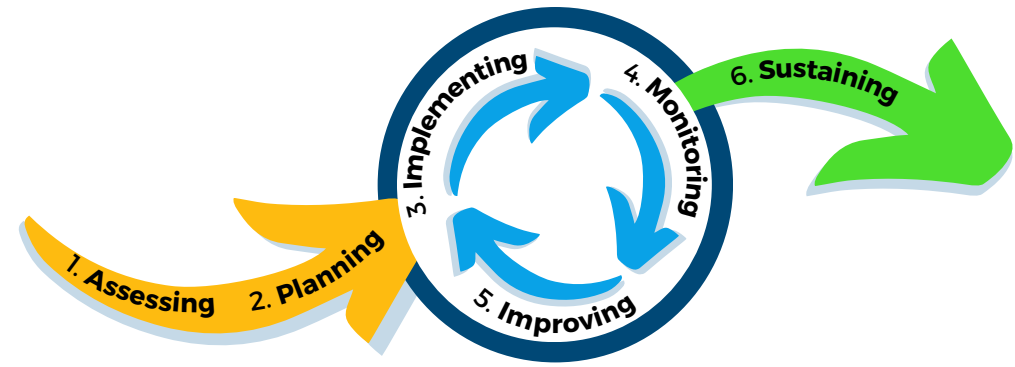 1. Assessing
2. Planning
3. Implementing
4. Monitoring
5. Improving
6. Sustaining